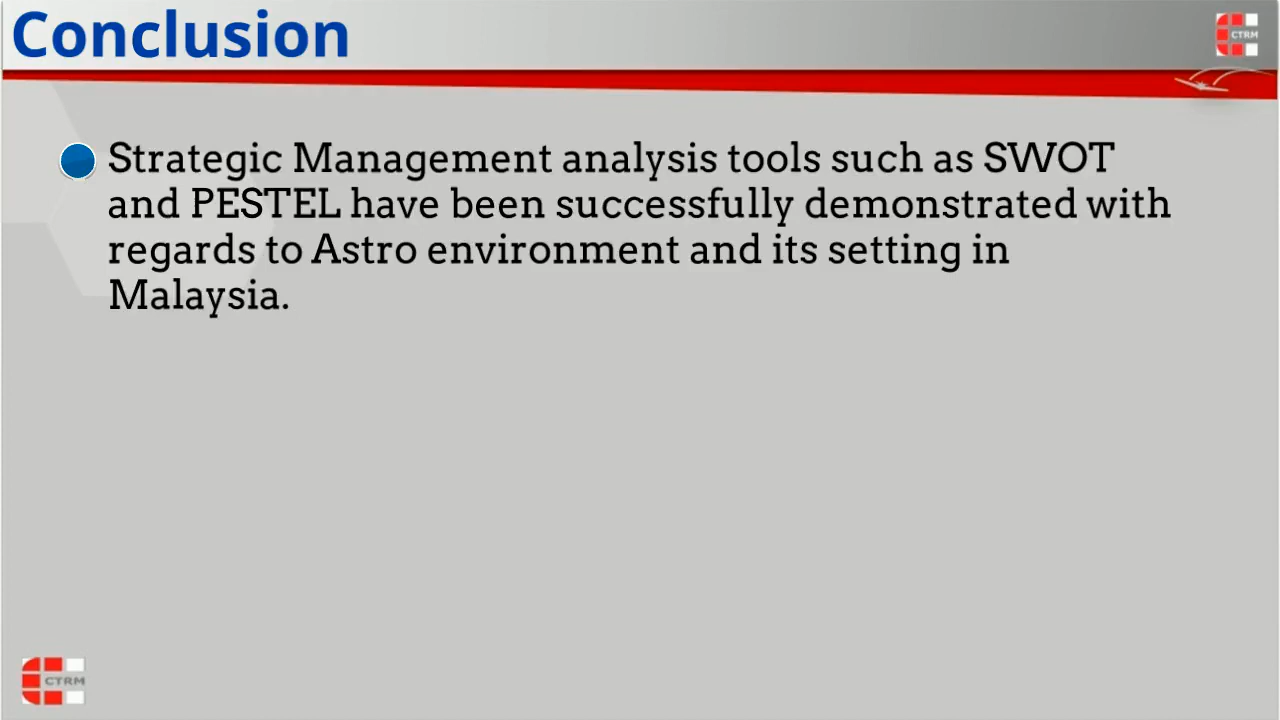 Conclusion
CTRM
Strategic Management analysis tools such as SWOT
and PESTEL have been successfully demonstrated with
regards to Astro environment and its setting in
Malaysia.
CTRM